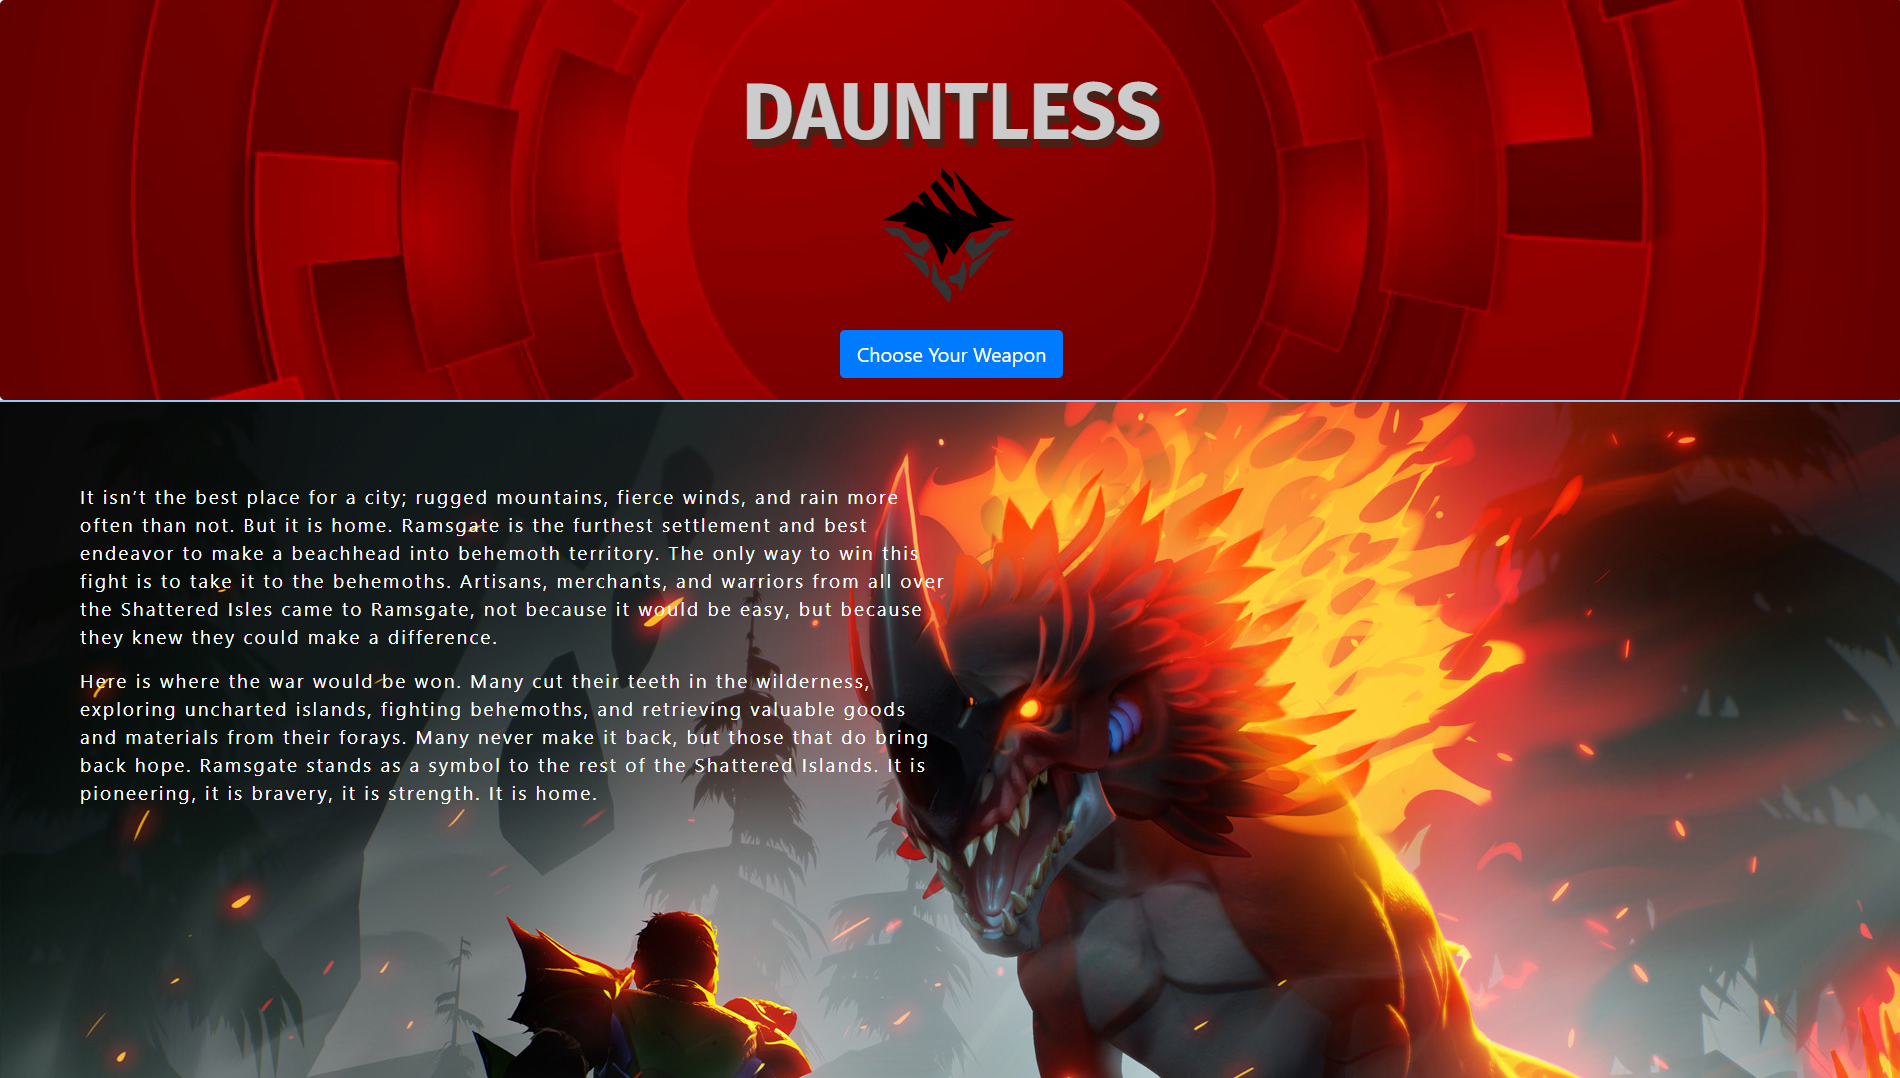 DAUNTLESS
Choose Your Weapon
It isn’t the best place for a city; rugged mountains, fierce winds, and rain more
often than not. But it is home. Ramsgate is the furthest settlement and best
endeavor to make a beachhead into behemoth territory. The only way to win this
fight is to take it to the behemoths. Artisans, merchants, and warriors from all over
the Shattered Isles came to Ramsgate, not because it would be easy, but because
they knew they could make a difference.
Here is where the war would be won. Many cut their teeth in the wilderness,
exploring uncharted islands, fighting behemoths, and retrieving valuable goods
and materials from their forays. Many never make it back, but those that do bring
back hope. Ramsgate stands as a symbol to the rest of the Shattered Islands. It is
pioneering, it is bravery, it is strength. It is home.